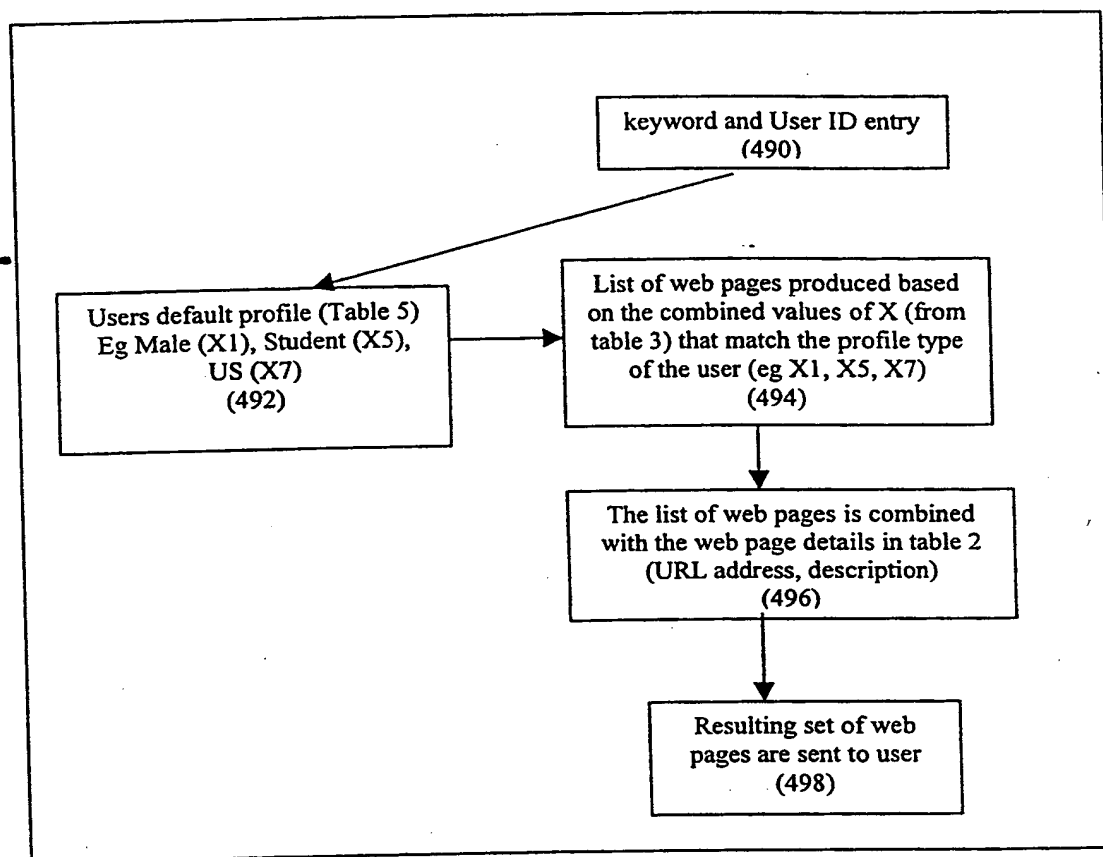 keyword and User ID entry
(490)
Users default profile (Table 5)
Eg Male (X1), Student (X5),
US (X7)
(492)
List of web pages produced based
on the combined values of X (from
table 3) that match the profile type
of the user (eg X1, X5, X7)
(494)
The list of web pages is combined
with the web page details in table 2
(URL address, description)
(496)
Resulting set of web
pages are sent to user
(498)